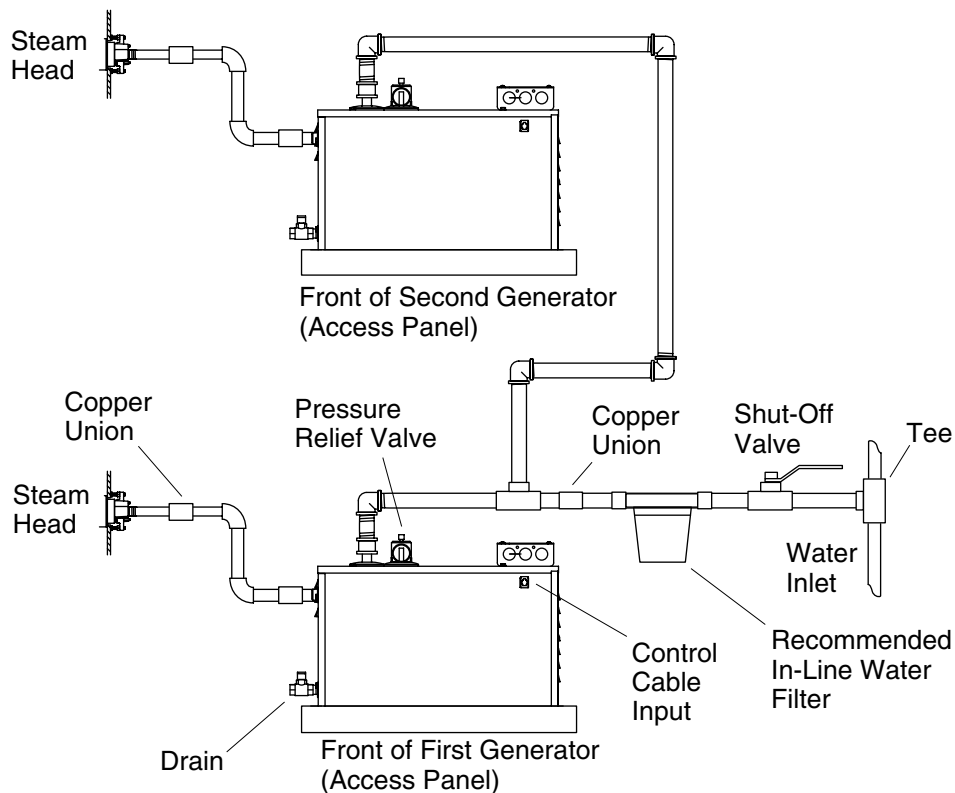 Steam
Head
Front of Second Generator
(Access Panel)
Copper
Union
Pressure
Relief Valve
Copper
Union
Shut-Off
Valve
Tee
Steam
Head
Water
Inlet
Control
Cable
Input
Recommended
In-Line Water
Filter
Drain
Front of First Generator
(Access Panel)